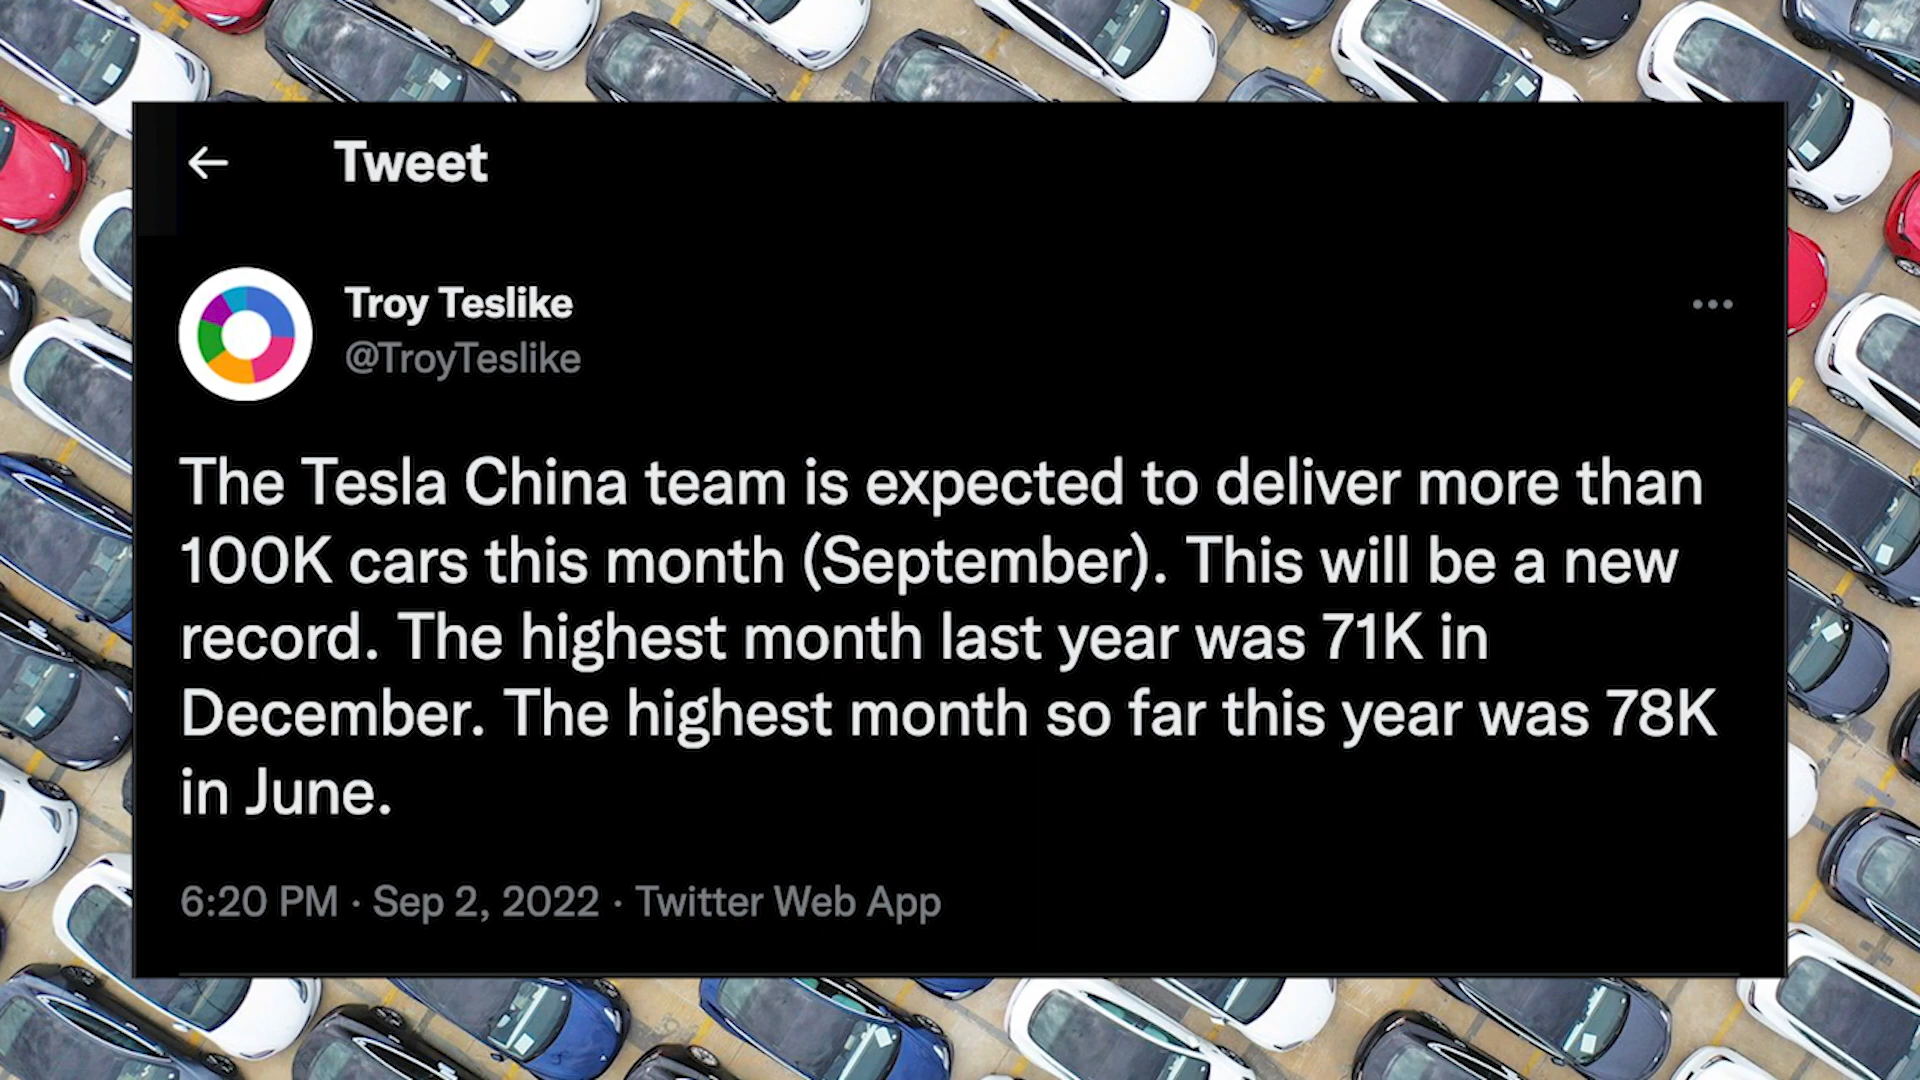 Tweet
Troy Teslike
@TroyTeslike
The Tesla China team is expected to deliver more than
100K cars this month (September). This will be a new
record. The highest month last year was 71K in
December. The highest month so far this year was 78K
in June.
6:20 PM · Sep 2, 2022 · Twitter Web App